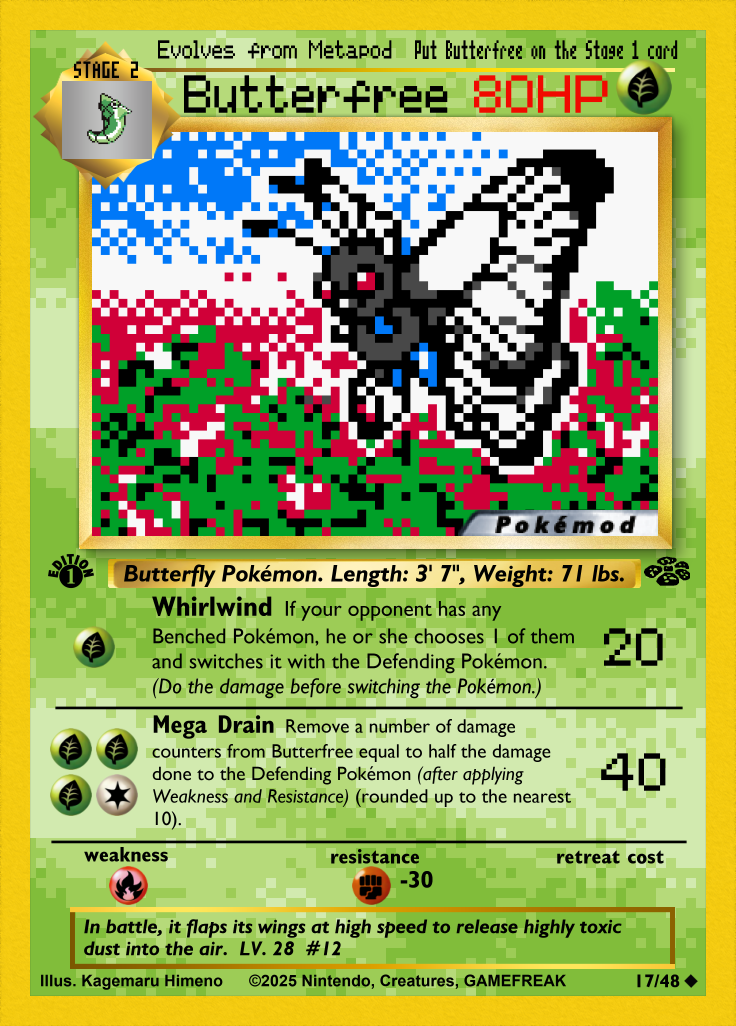 Evolves from Metapod Put Butterfree on the Stage 1 card
STAGE 2
Butterfree 80HP
Pokémod
EDITION 1
Butterfly Pokémon. Length: 3' 7", Weight: 71 lbs.
Whirlwind If your opponent has any
Benched Pokémon, he or she chooses 1 of them
and switches it with the Defending Pokémon.
(Do the damage before switching the Pokémon.)
20
Mega Drain Remove a number of damage
counters from Butterfree equal to half the damage
done to the Defending Pokémon (after applying
Weakness and Resistance) (rounded up to the nearest
10).
40
weakness resistance retreat cost
-30
In battle, it flaps its wings at high speed to release highly toxic
dust into the air. LV. 28 #12
Illus. Kagemaru Himeno ©2025 Nintendo, Creatures, GAMEFREAK 17/48